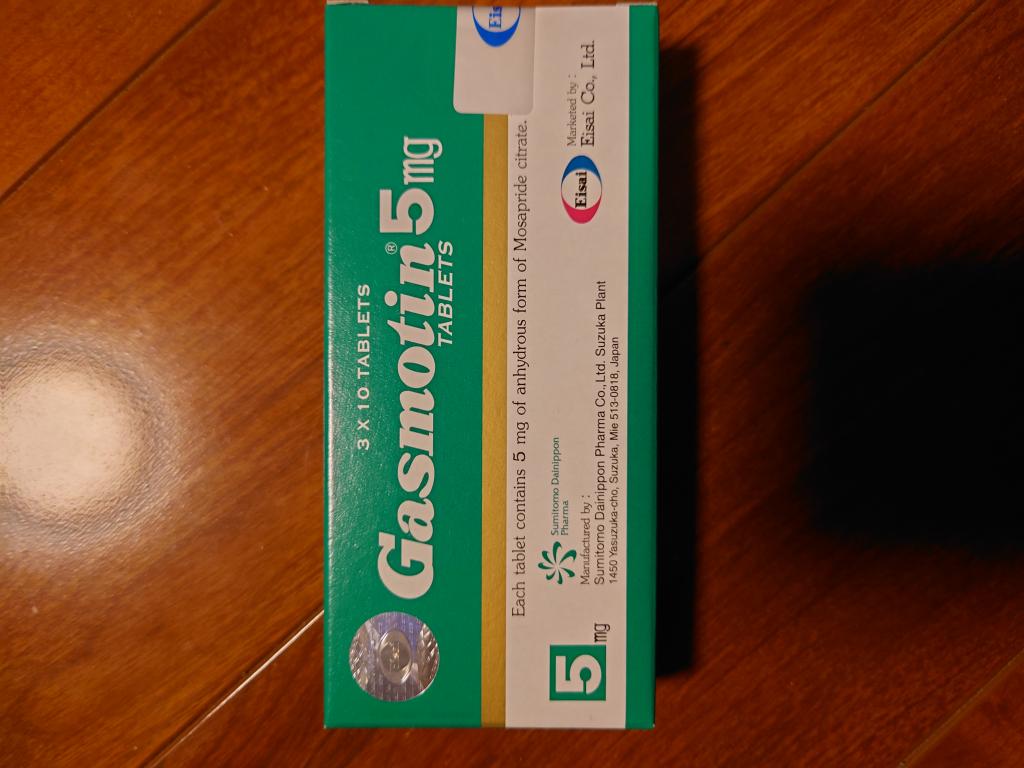 3 X 10 TABLETS
Gasmotin® 5mg
TABLETS
Each tablet contains 5 mg of anhydrous form of Mosapride citrate.
5mg
Sumitomo Dainippon
Pharma
Manufactured by :
Sumitomo Dainippon Pharma Co.,Ltd. Suzuka Plant
1450 Yasuzuka-cho, Suzuka, Mie 513-0818, Japan
Eisai
Marketed by :
Eisai Co., Ltd.